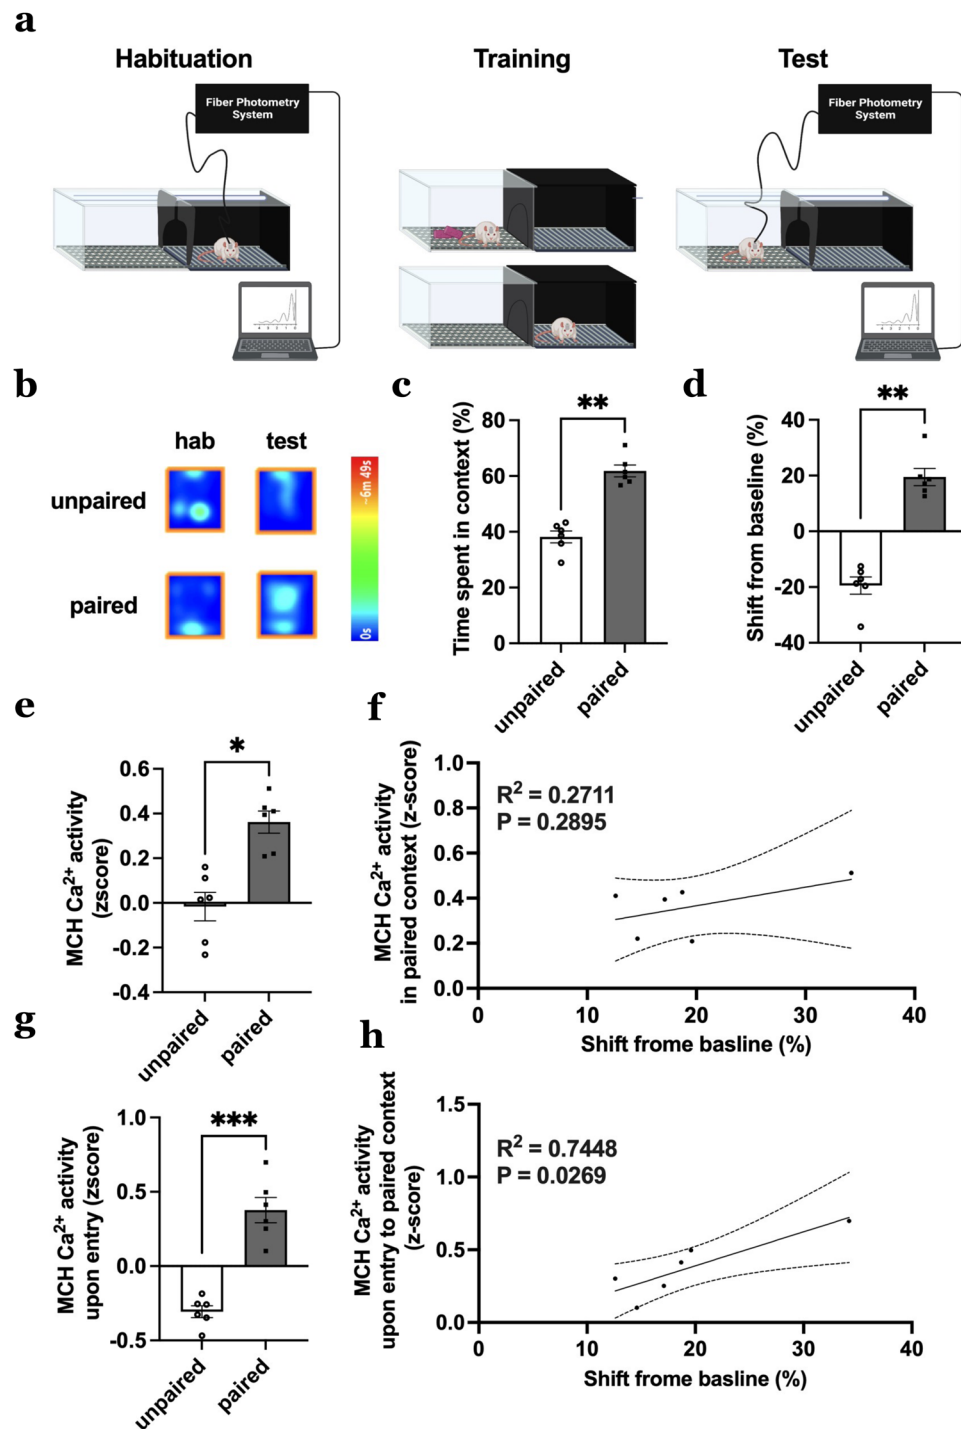 a
Habituation
Training
Test
Fiber Photometry
System
Fiber Photometry
System
b
hab
test
unpaired
paired
~6m 49s
0s
c
Time spent in context (%)
80
60
40
20
0
**
unpaired
paired
d
Shift from baseline (%)
40
20
0
-20
-40
**
unpaired
paired
e
MCH Ca2+ activity
(zscore)
0.6
0.4
0.2
0.0
-0.2
-0.4
*
unpaired
paired
f
MCH Ca2+ activity
in paired context (z-score)
1.0
0.8
0.6
0.4
0.2
0.0
R2 = 0.2711
P = 0.2895
0
10
20
30
40
Shift frome basline (%)
g
MCH Ca2+ activity
upon entry (zscore)
1.0
0.5
0.0
-0.5
***
unpaired
paired
h
MCH Ca2+ activity
upon entry to paired context
(z-score)
1.5
1.0
0.5
0.0
R2 = 0.7448
P = 0.0269
0
10
20
30
40
Shift frome basline (%)